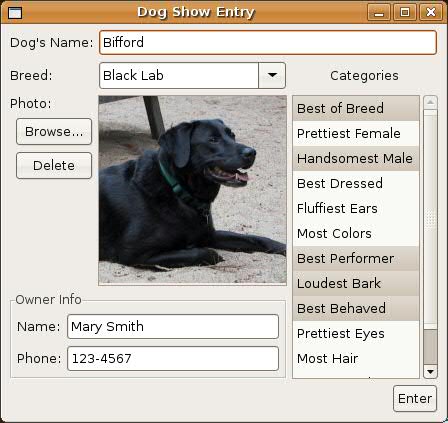 Dog Show Entry
Dog's Name: Bifford
Breed: Black Lab
Categories
Photo:
Browse...
Delete
Best of Breed
Prettiest Female
Handsomest Male
Best Dressed
Fluffiest Ears
Most Colors
Best Performer
Loudest Bark
Best Behaved
Prettiest Eyes
Most Hair
Owner Info
Name: Mary Smith
Phone: 123-4567
Enter